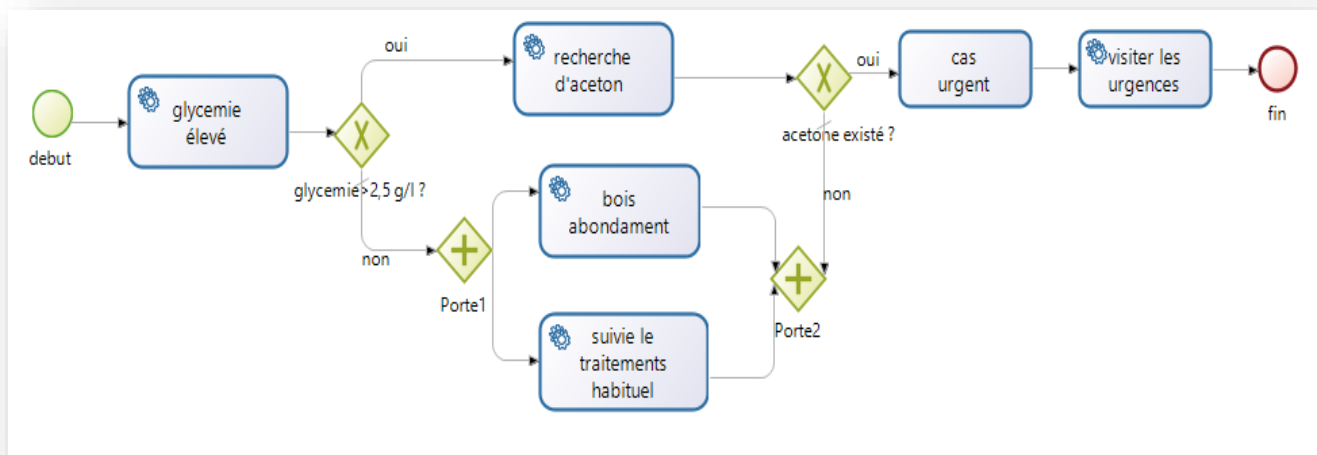 debut
glycemie
élevé
glycemie>2,5 g/l ?
oui
non
recherche
d'aceton
acetone existé ?
oui
non
cas
urgent
visiter les
urgences
fin
Porte1
bois
abondament
suivie le
traitements
habituel
Porte2